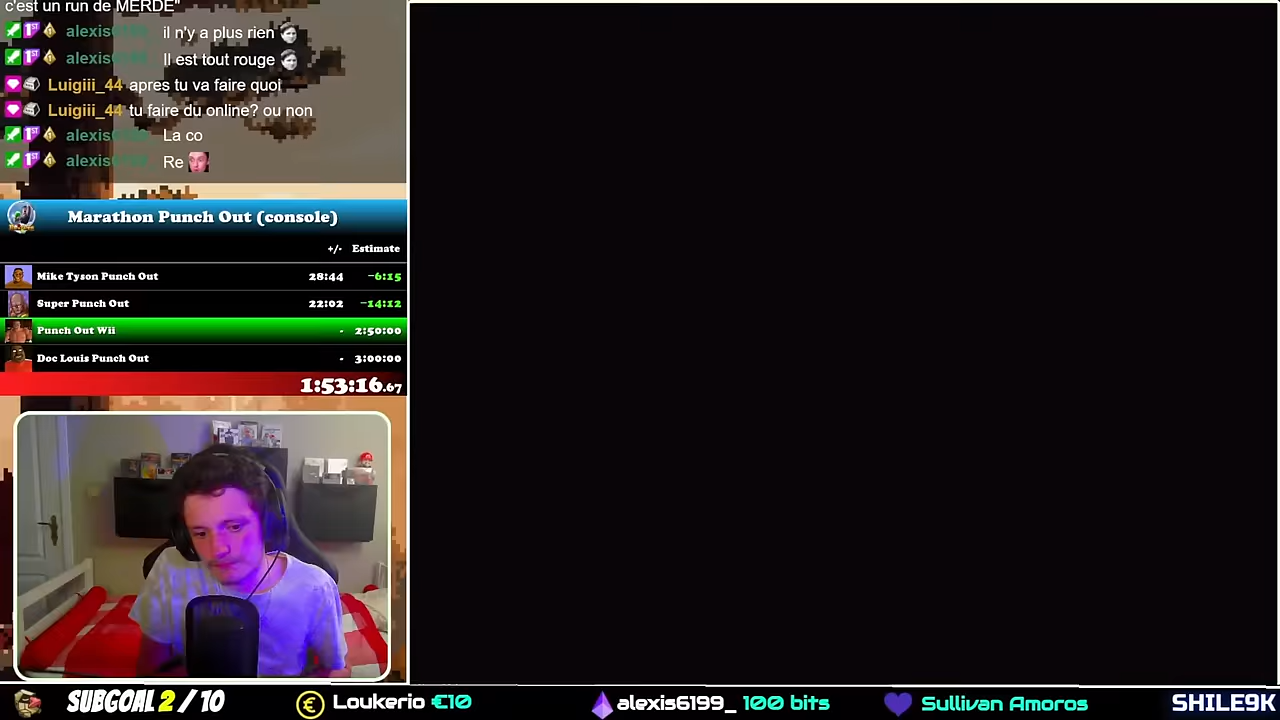 c'est un run de MERDE"
alexis6199_ il n'y a plus rien
alexis6199_ Il est tout rouge
Luigiii_44 apres tu va faire quoi
Luigiii_44 tu faire du online? ou non
alexis6199_ La co
alexis6199_ Re
Marathon Punch Out (console)
+/- Estimate
Mike Tyson Punch Out 28:44 -6:15
Super Punch Out 22:02 -14:12
Punch Out Wii - 2:50:00
Doc Louis Punch Out - 3:00:00
1:53:16.67
SUBGOAL 2 / 10 Loukerio €10 alexis6199_ 100 bits Sullivan Amoros SHILE9K